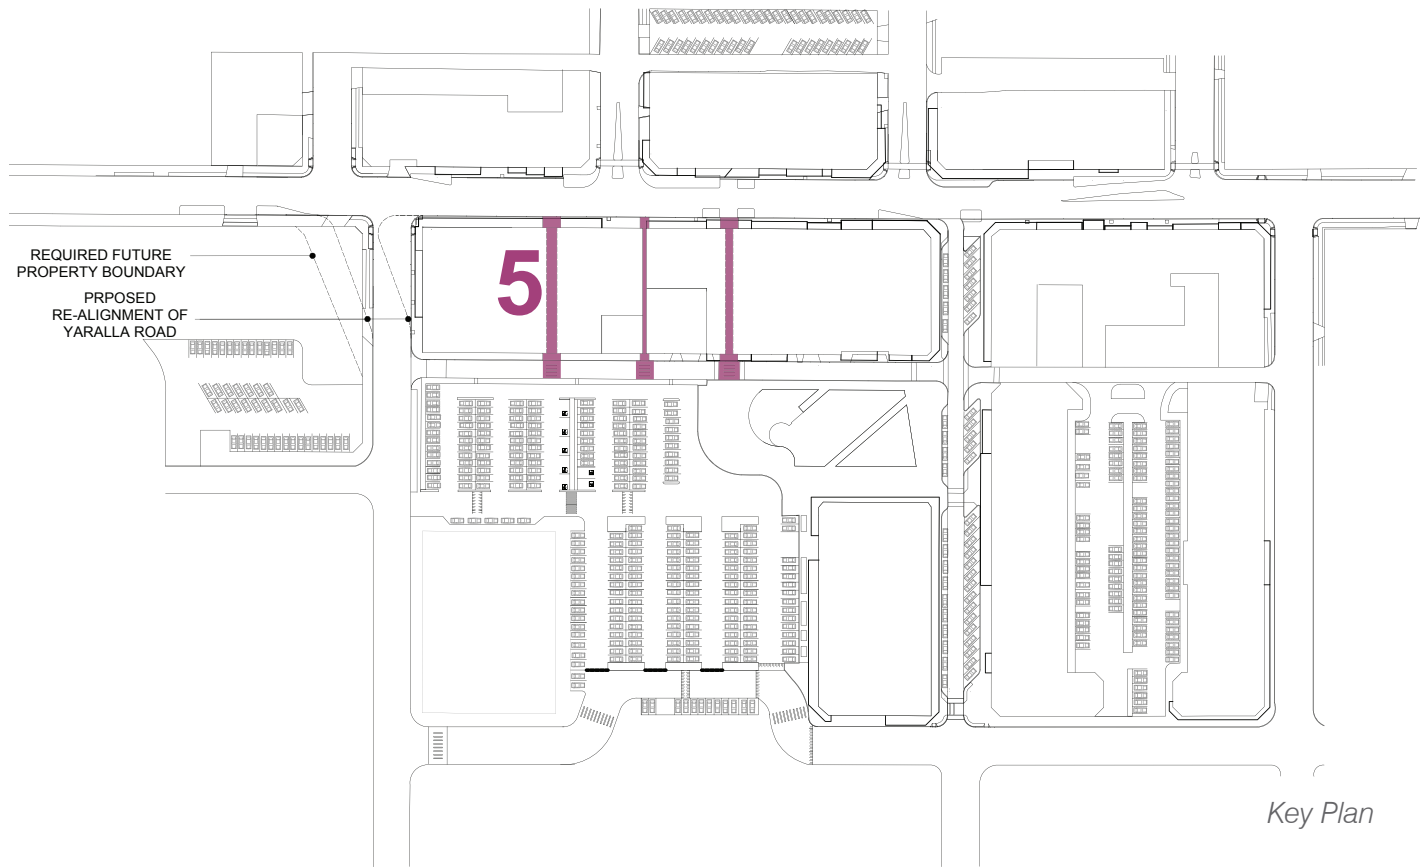 REQUIRED FUTURE
PROPERTY BOUNDARY
PRPOSED
RE-ALIGNMENT OF
YARALLA ROAD
5
Key Plan